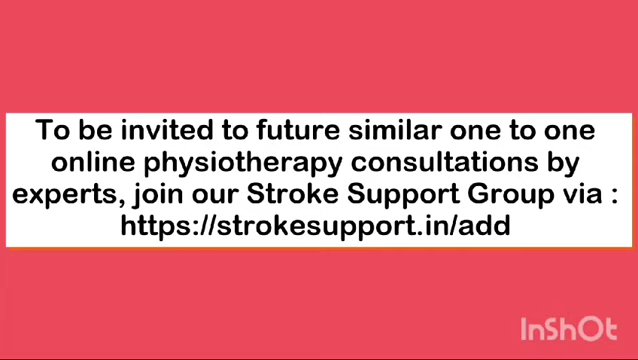 To be invited to future similar one to one
online physiotherapy consultations by
experts, join our Stroke Support Group via :
https://strokesupport.in/add
InShOt